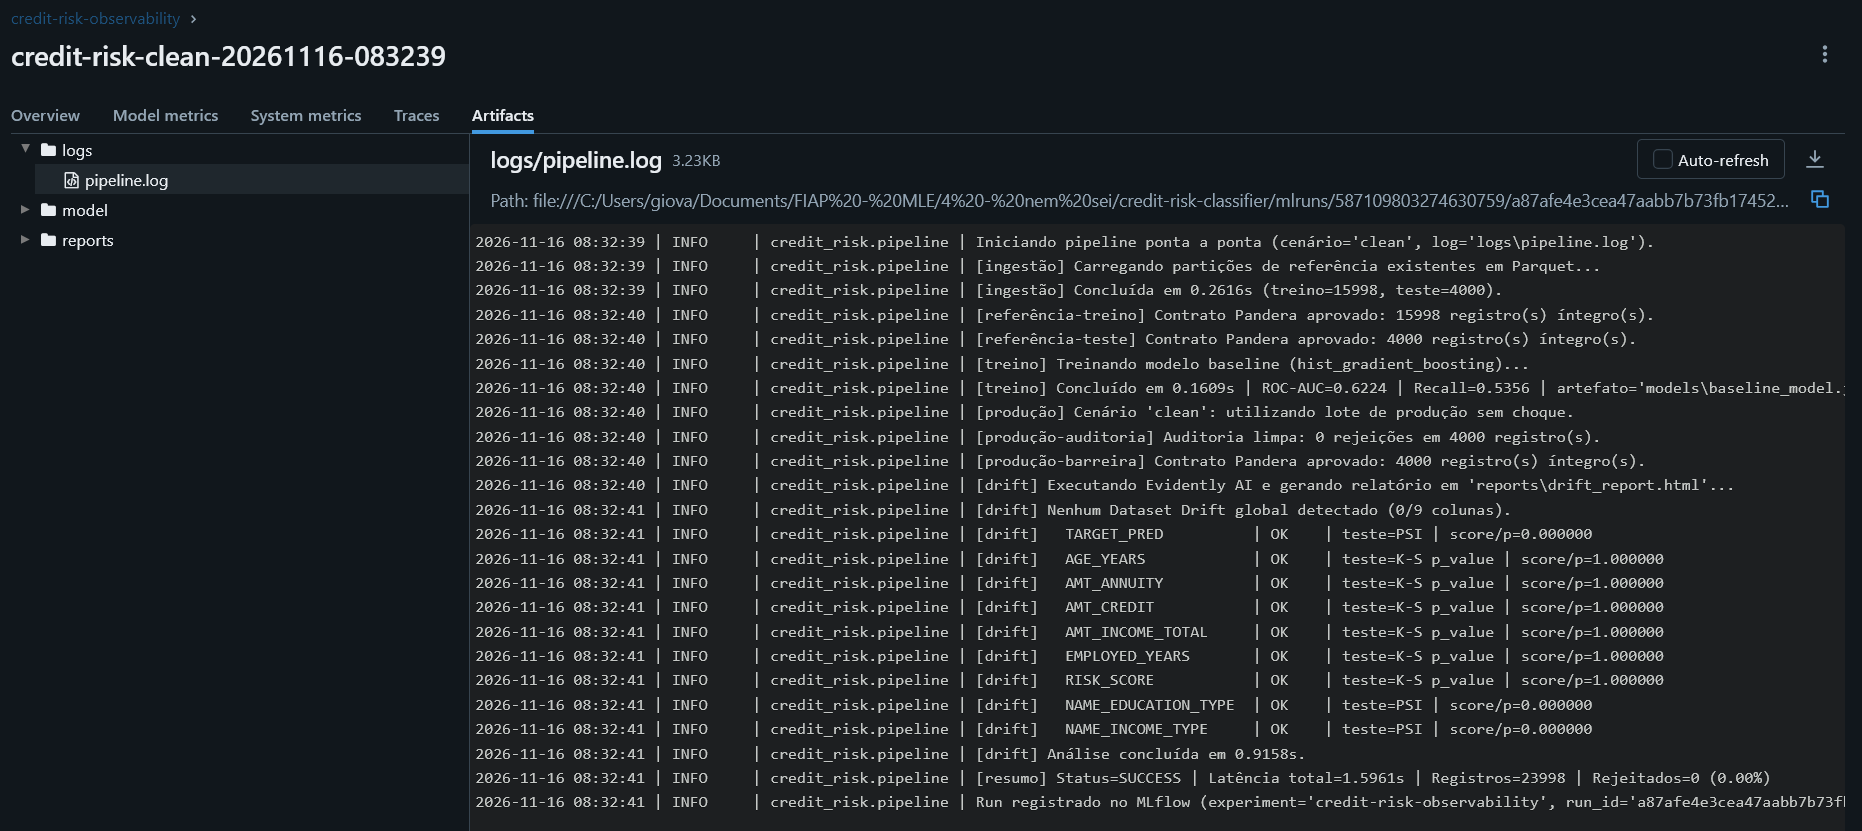 credit-risk-observability ›
credit-risk-clean-20261116-083239
Overview Model metrics System metrics Traces Artifacts
logs
pipeline.log
model
reports
logs/pipeline.log 3.23KB
Auto-refresh
Path: file:///C:/Users/giova/Documents/FIAP%20-%20MLE/4%20-%20nem%20sei/credit-risk-classifier/mlruns/587109803274630759/a87afe4e3cea47aabb7b73fb17452...
2026-11-16 08:32:39 | INFO | credit_risk.pipeline | Iniciando pipeline ponta a ponta (cenário='clean', log='logs\pipeline.log').
2026-11-16 08:32:39 | INFO | credit_risk.pipeline | [ingestão] Carregando partições de referência existentes em Parquet...
2026-11-16 08:32:39 | INFO | credit_risk.pipeline | [ingestão] Concluída em 0.2616s (treino=15998, teste=4000).
2026-11-16 08:32:40 | INFO | credit_risk.pipeline | [referência-treino] Contrato Pandera aprovado: 15998 registro(s) íntegro(s).
2026-11-16 08:32:40 | INFO | credit_risk.pipeline | [referência-teste] Contrato Pandera aprovado: 4000 registro(s) íntegro(s).
2026-11-16 08:32:40 | INFO | credit_risk.pipeline | [treino] Treinando modelo baseline (hist_gradient_boosting)...
2026-11-16 08:32:40 | INFO | credit_risk.pipeline | [treino] Concluído em 0.1609s | ROC-AUC=0.6224 | Recall=0.5356 | artefato='models\baseline_model.
2026-11-16 08:32:40 | INFO | credit_risk.pipeline | [produção] Cenário 'clean': utilizando lote de produção sem choque.
2026-11-16 08:32:40 | INFO | credit_risk.pipeline | [produção-auditoria] Auditoria limpa: 0 rejeições em 4000 registro(s).
2026-11-16 08:32:40 | INFO | credit_risk.pipeline | [produção-barreira] Contrato Pandera aprovado: 4000 registro(s) íntegro(s).
2026-11-16 08:32:40 | INFO | credit_risk.pipeline | [drift] Executando Evidently AI e gerando relatório em 'reports\drift_report.html'...
2026-11-16 08:32:41 | INFO | credit_risk.pipeline | [drift] Nenhum Dataset Drift global detectado (0/9 colunas).
2026-11-16 08:32:41 | INFO | credit_risk.pipeline | [drift] TARGET_PRED | OK | teste=PSI | score/p=0.000000
2026-11-16 08:32:41 | INFO | credit_risk.pipeline | [drift] AGE_YEARS | OK | teste=K-S p_value | score/p=1.000000
2026-11-16 08:32:41 | INFO | credit_risk.pipeline | [drift] AMT_ANNUITY | OK | teste=K-S p_value | score/p=1.000000
2026-11-16 08:32:41 | INFO | credit_risk.pipeline | [drift] AMT_CREDIT | OK | teste=K-S p_value | score/p=1.000000
2026-11-16 08:32:41 | INFO | credit_risk.pipeline | [drift] AMT_INCOME_TOTAL | OK | teste=K-S p_value | score/p=1.000000
2026-11-16 08:32:41 | INFO | credit_risk.pipeline | [drift] EMPLOYED_YEARS | OK | teste=K-S p_value | score/p=1.000000
2026-11-16 08:32:41 | INFO | credit_risk.pipeline | [drift] RISK_SCORE | OK | teste=K-S p_value | score/p=1.000000
2026-11-16 08:32:41 | INFO | credit_risk.pipeline | [drift] NAME_EDUCATION_TYPE | OK | teste=PSI | score/p=0.000000
2026-11-16 08:32:41 | INFO | credit_risk.pipeline | [drift] NAME_INCOME_TYPE | OK | teste=PSI | score/p=0.000000
2026-11-16 08:32:41 | INFO | credit_risk.pipeline | [drift] Análise concluída em 0.9158s.
2026-11-16 08:32:41 | INFO | credit_risk.pipeline | [resumo] Status=SUCCESS | Latência total=1.5961s | Registros=23998 | Rejeitados=0 (0.00%)
2026-11-16 08:32:41 | INFO | credit_risk.pipeline | Run registrado no MLflow (experiment='credit-risk-observability', run_id='a87afe4e3cea47aabb7b73f